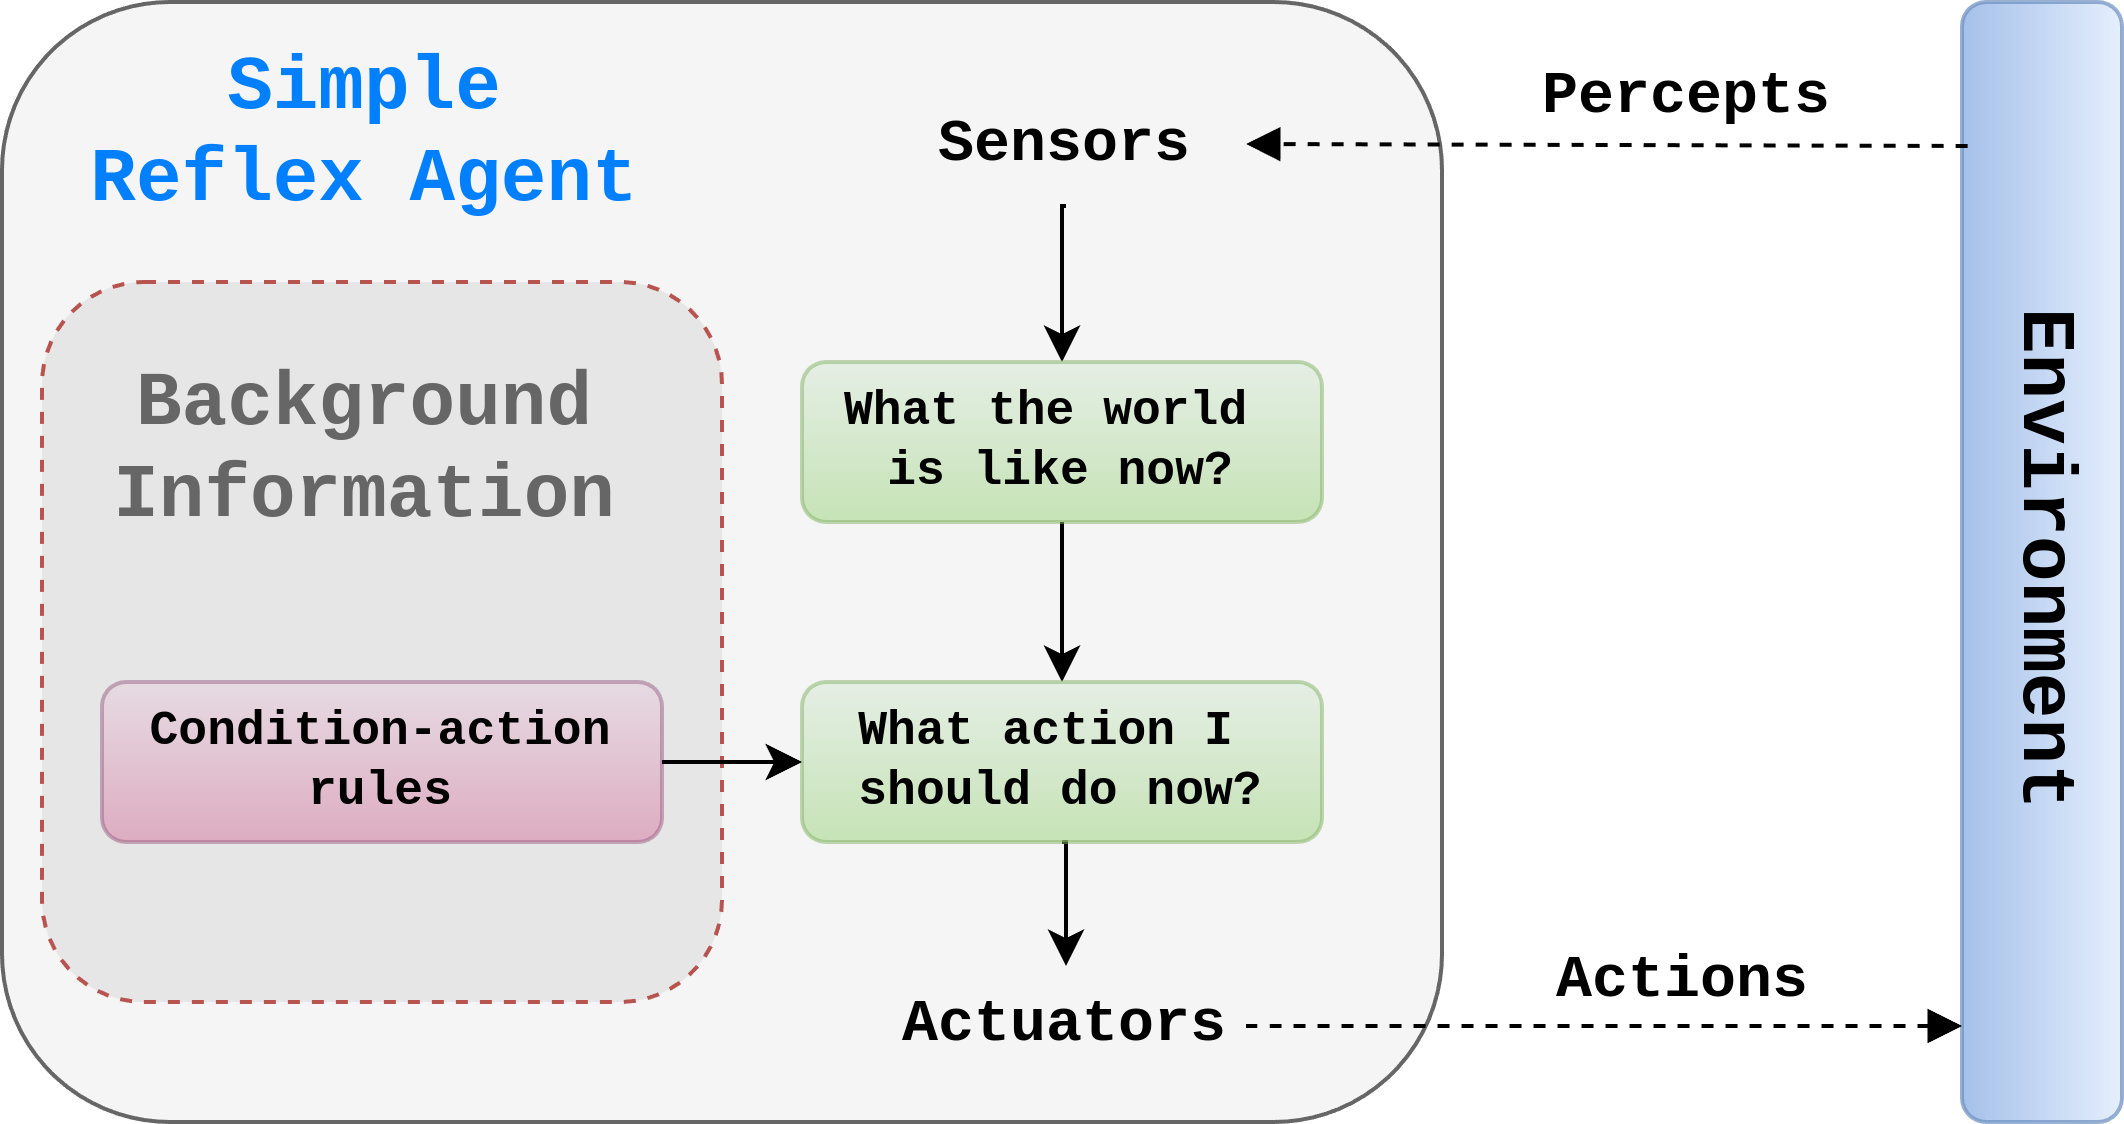 Simple
Reflex Agent
Sensors
Percepts
Background
Information
What the world
is like now?
Condition-action
rules
What action I
should do now?
Actuators
Actions
Environment